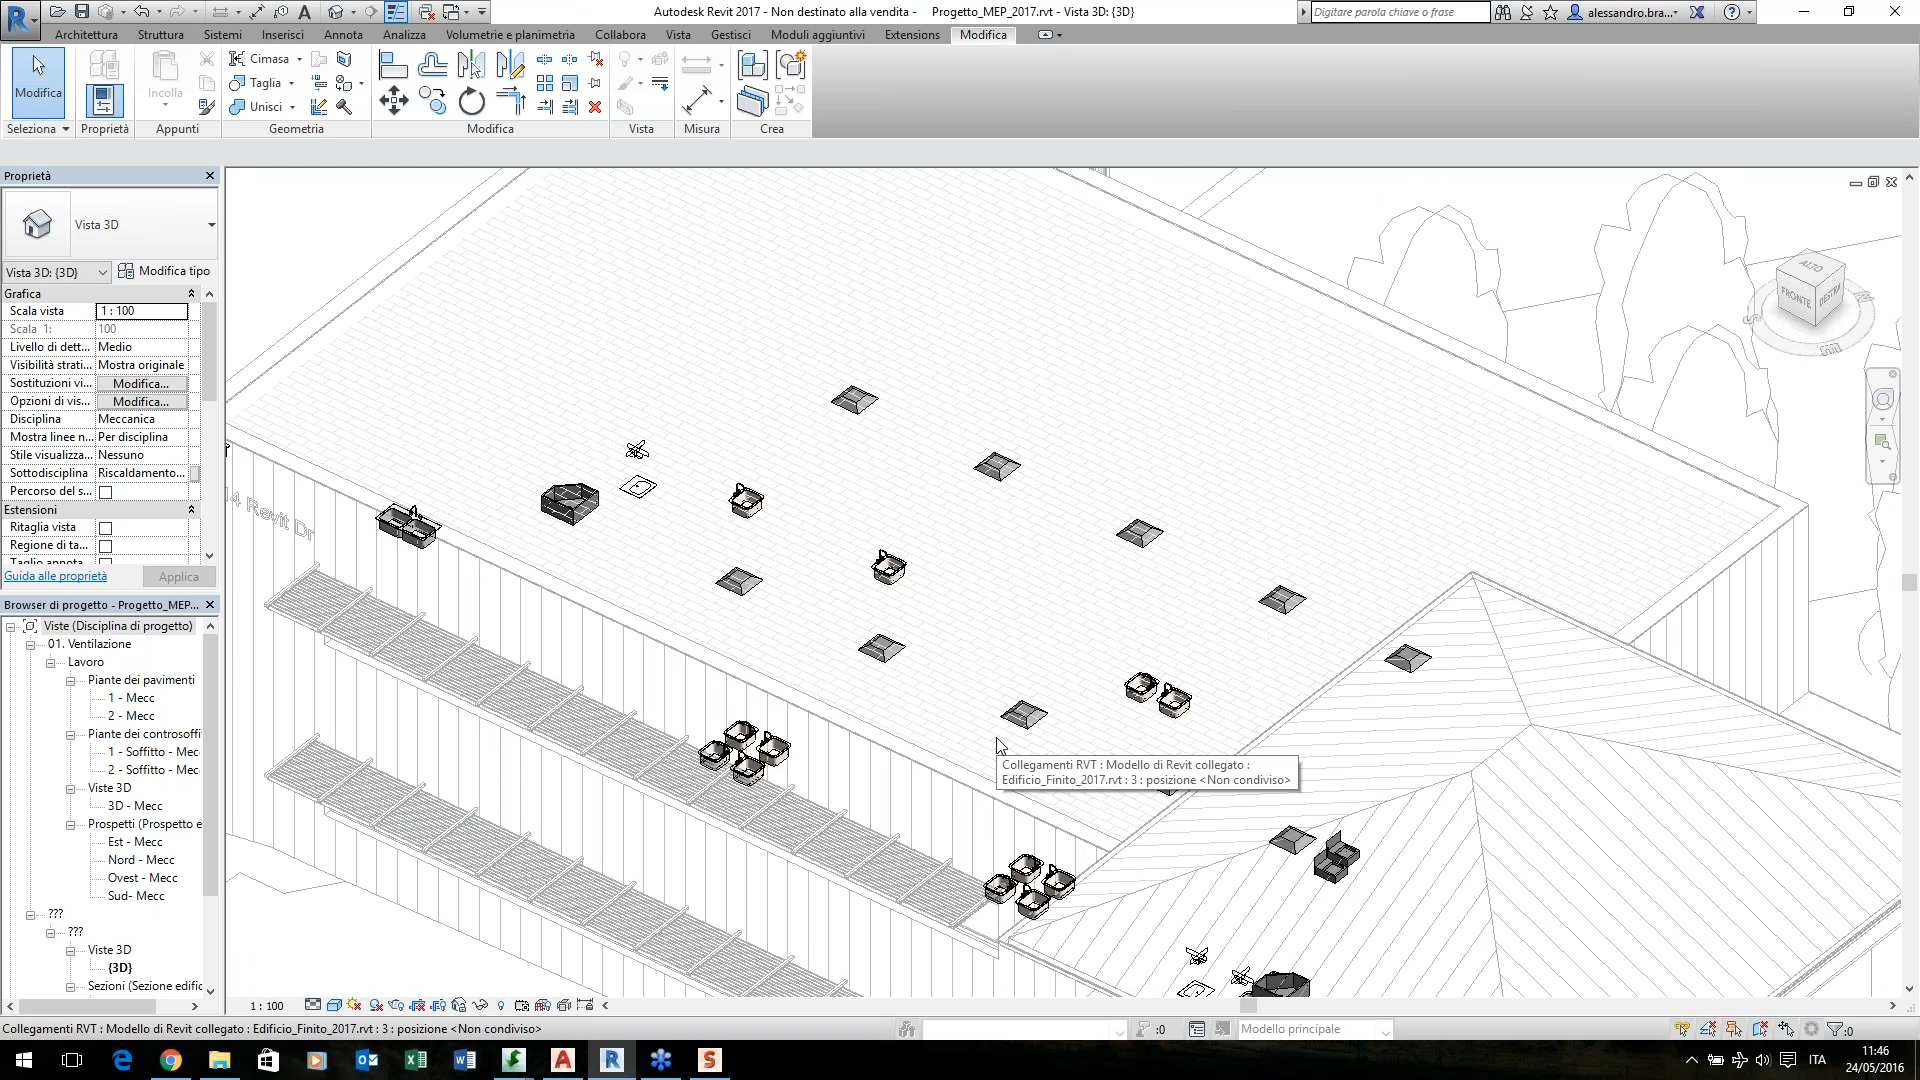 Autodesk Revit 2017 - Non destinato alla vendita - Progetto_MEP_2017.rvt - Vista 3D: {3D}
Digitare parola chiave o frase
alessandro.bra...
Architettura Struttura Sistemi Inserisci Annota Analizza Volumetrie e planimetria Collabora Vista Gestisci Moduli aggiuntivi Extensions Modifica
Modifica
Incolla
Cimasa
Taglia
Unisci
Seleziona Proprietà Appunti Geometria Modifica Vista Misura Crea
Proprietà
Vista 3D
Vista 3D: {3D} Modifica tipo
Grafica
Scala vista 1 : 100
Scala 1: 100
Livello di dett... Medio
Visibilità strati... Mostra originale
Sostituzioni vi... Modifica...
Opzioni di vis... Modifica...
Disciplina Meccanica
Mostra linee n... Per disciplina
Stile visualizza... Nessuno
Sottodisciplina Riscaldamento...
Percorso del s...
Estensioni
Ritaglia vista
Regione di ta...
Taglio annota...
Guida alle proprietà Applica
Browser di progetto - Progetto_MEP...
Viste (Disciplina di progetto)
01. Ventilazione
Lavoro
Piante dei pavimenti
1 - Mecc
2 - Mecc
Piante dei controsoffi
1 - Soffitto - Mec
2 - Soffitto - Mec
Viste 3D
3D - Mecc
Prospetti (Prospetto e
Est - Mecc
Nord - Mecc
Ovest - Mecc
Sud- Mecc
???
???
Viste 3D
{3D}
Sezioni (Sezione edific
14 Revit Dr
ALTO
FRONTE
DESTRA
Collegamenti RVT : Modello di Revit collegato :
Edificio_Finito_2017.rvt : 3 : posizione <Non condiviso>
1 : 100
Collegamenti RVT : Modello di Revit collegato : Edificio_Finito_2017.rvt : 3 : posizione <Non condiviso>
:0
Modello principale
:0
ITA
11:46
24/05/2016